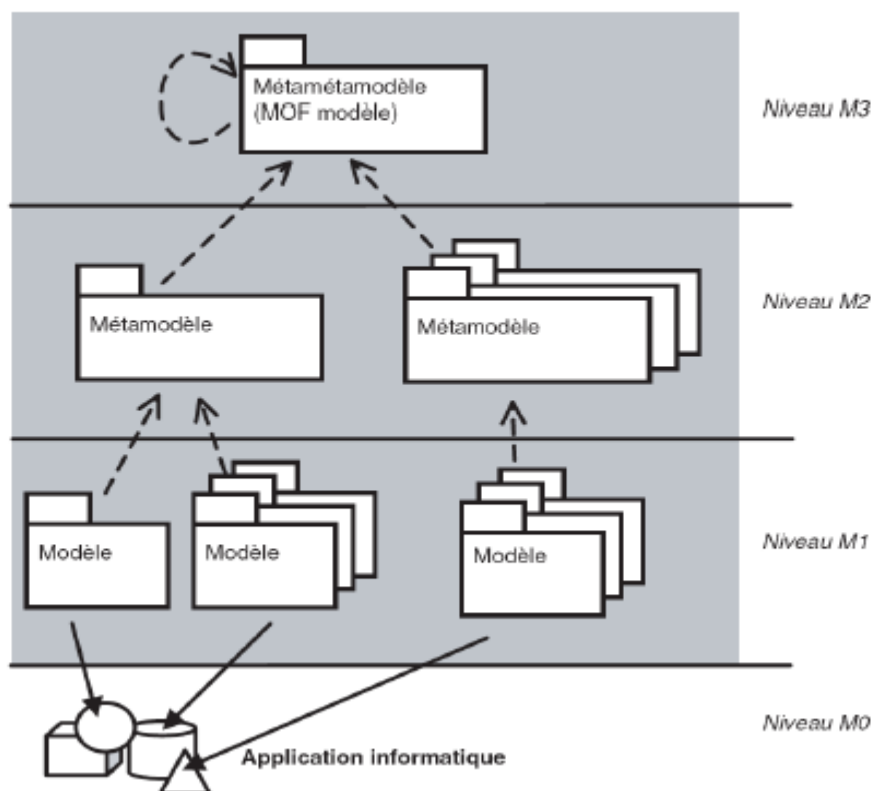 Métamétamodèle
(MOF modèle)
Niveau M3
Métamodèle
Métamodèle
Niveau M2
Modèle
Modèle
Modèle
Niveau M1
Niveau M0
Application informatique